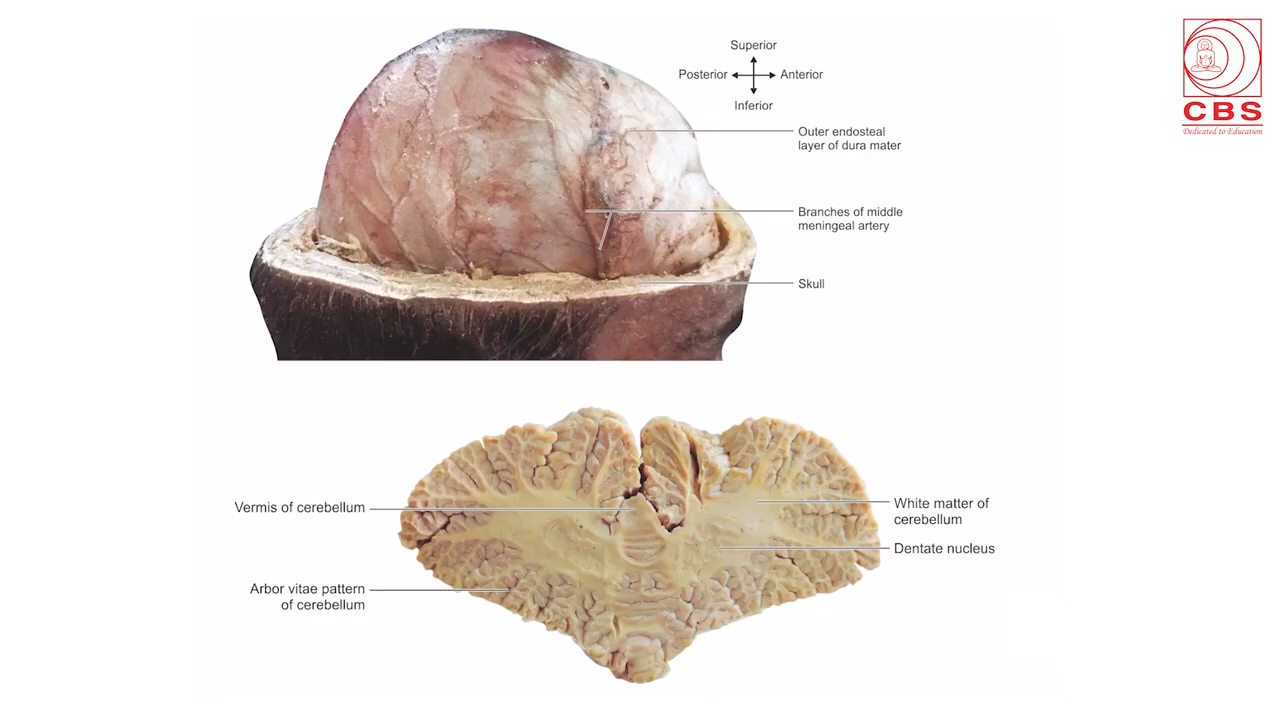 Superior
Posterior
Anterior
Inferior
Outer endosteal
layer of dura mater
Branches of middle
meningeal artery
Skull
CBS
Dedicated to Education
Vermis of cerebellum
White matter of
cerebellum
Dentate nucleus
Arbor vitae pattern
of cerebellum